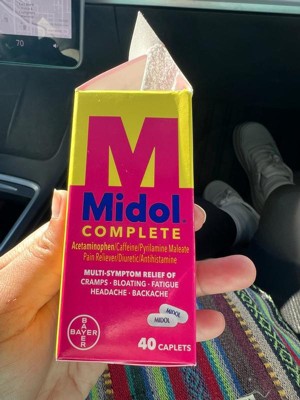 70
M
Midol
COMPLETE
Acetaminophen/Caffeine/Pyrilamine Maleate
Pain Reliever/Diuretic/Antihistamine
MULTI-SYMPTOM RELIEF OF
CRAMPS · BLOATING · FATIGUE
HEADACHE · BACKACHE
MIDOL
MIDOL
BAYER
BAYER
40 CAPLETS